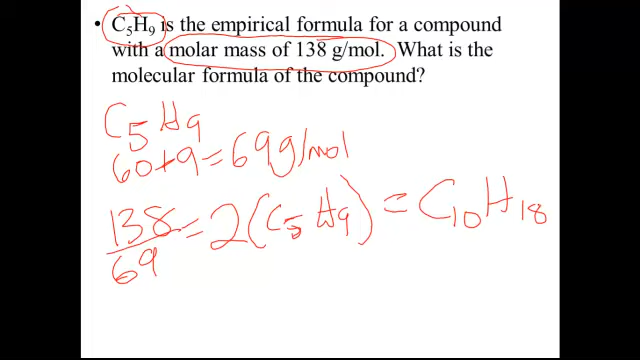 • C₅H₉ is the empirical formula for a compound
with a molar mass of 138 g/mol. What is the
molecular formula of the compound?
C₅H₉
60+9=69g/mol
138/69=2(C₅H₉)=C₁₀H₁₈